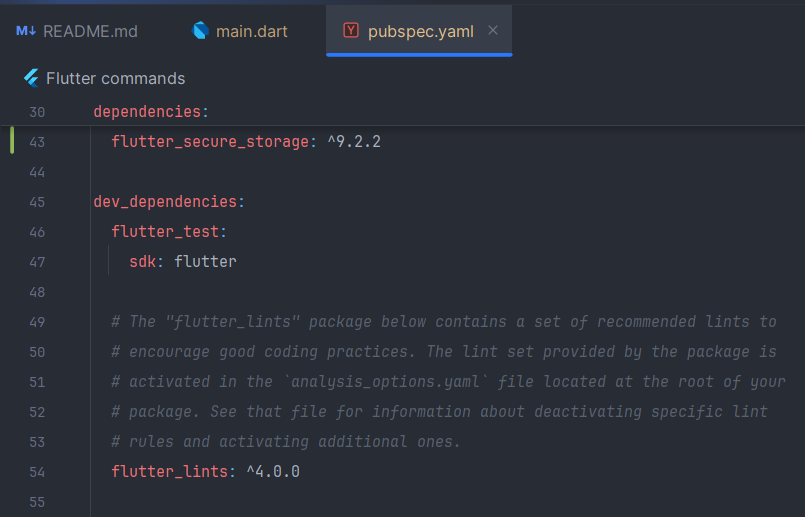 M↓ README.md main.dart pubspec.yaml
Flutter commands
30 dependencies:
43 flutter_secure_storage: ^9.2.2
44
45 dev_dependencies:
46 flutter_test:
47 sdk: flutter
48
49 # The "flutter_lints" package below contains a set of recommended lints to
50 # encourage good coding practices. The lint set provided by the package is
51 # activated in the `analysis_options.yaml` file located at the root of your
52 # package. See that file for information about deactivating specific lint
53 # rules and activating additional ones.
54 flutter_lints: ^4.0.0
55